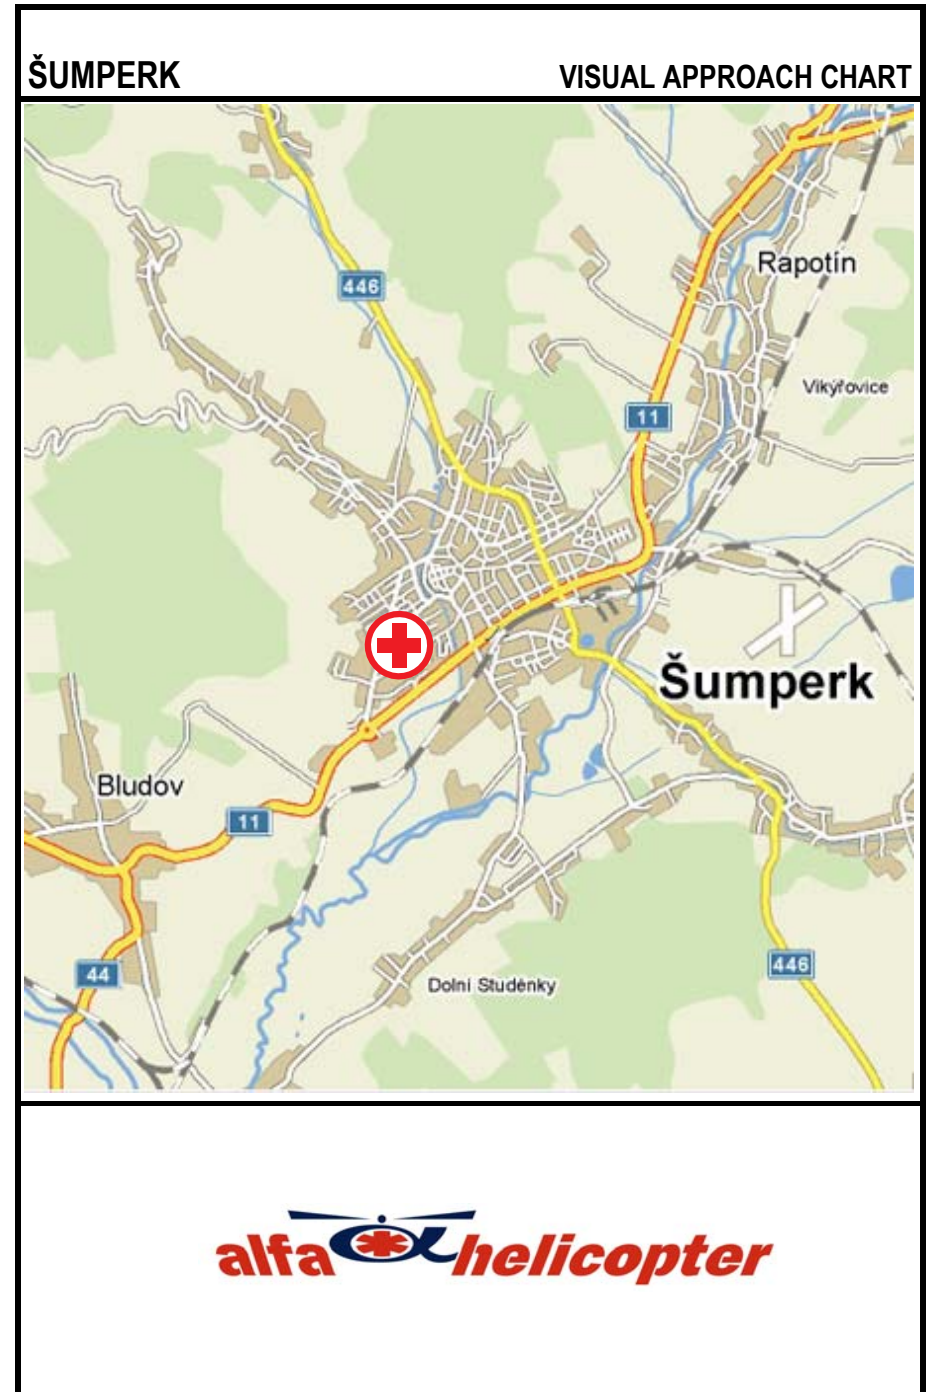 ŠUMPERK
VISUAL APPROACH CHART
Rapotín
446
Vikýřovice
11
Šumperk
Bludov
11
446
44
Dolní Studénky
alfa helicopter